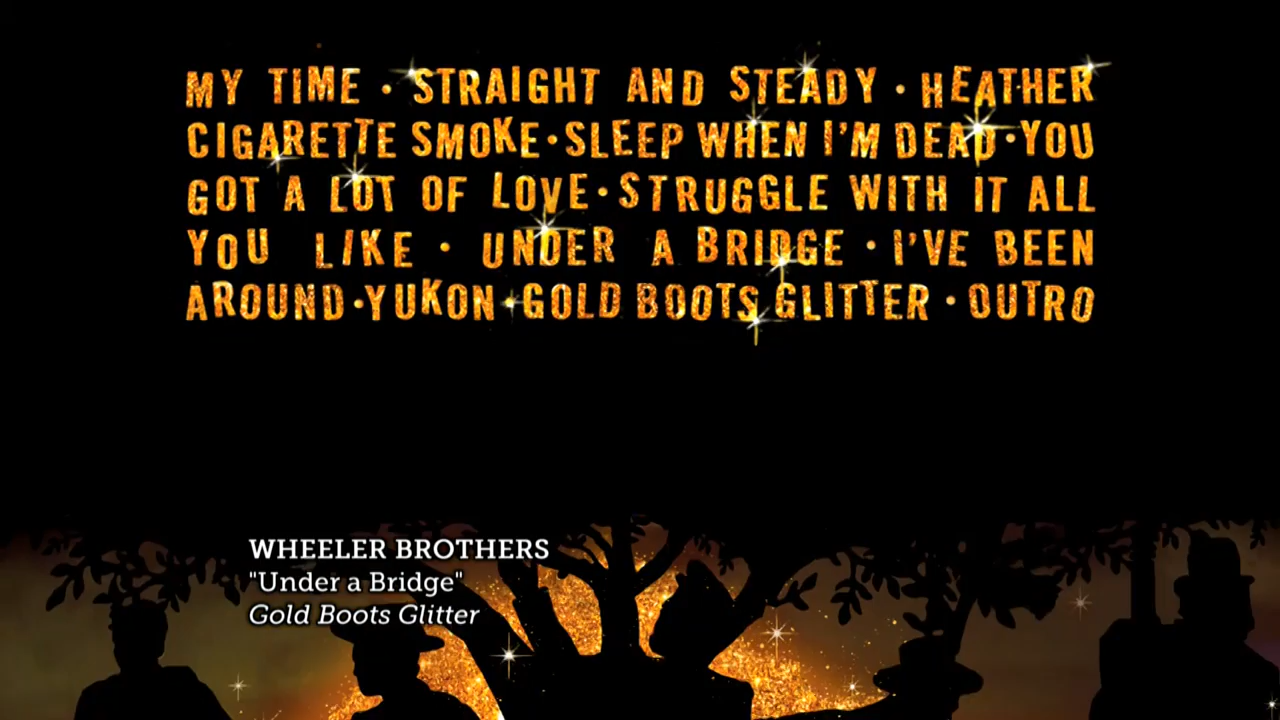 MY TIME • STRAIGHT AND STEADY • HEATHER
CIGARETTE SMOKE • SLEEP WHEN I'M DEAD • YOU
GOT A LOT OF LOVE • STRUGGLE WITH IT ALL
YOU LIKE • UNDER A BRIDGE • I'VE BEEN
AROUND • YUKON • GOLD BOOTS GLITTER • OUTRO
WHEELER BROTHERS
"Under a Bridge"
Gold Boots Glitter